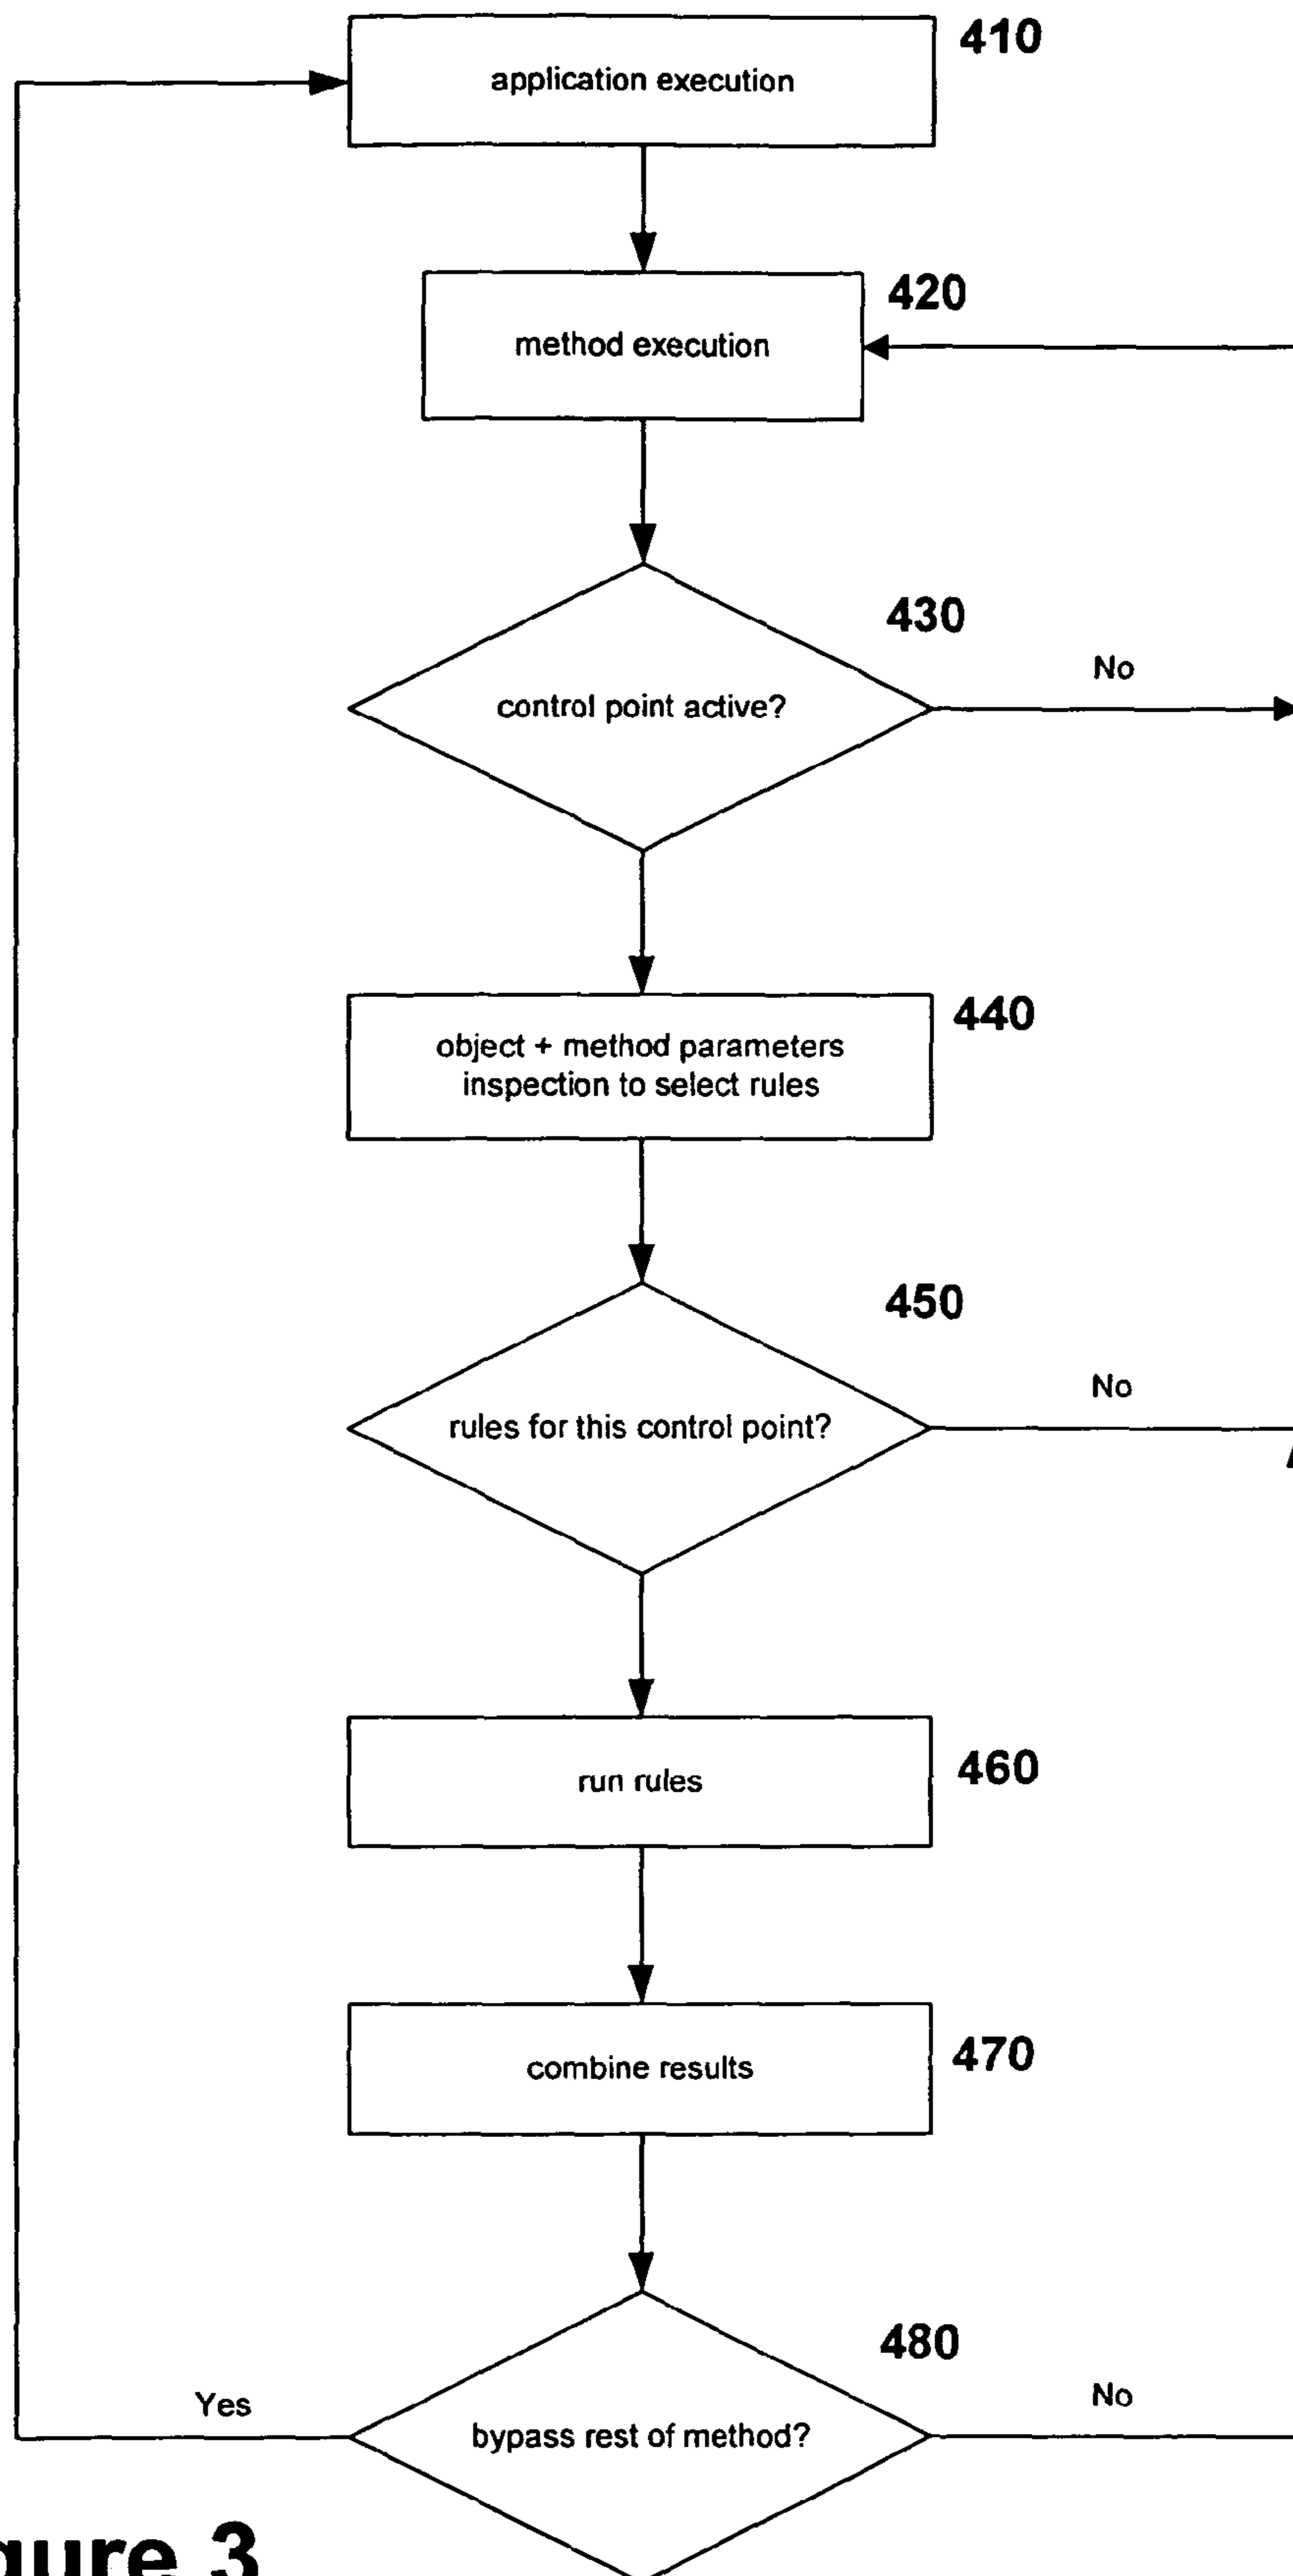 410
application execution
420
method execution
430
No
control point active?
440
object + method parameters
inspection to select rules
450
No
rules for this control point?
460
run rules
470
combine results
480
Yes
No
bypass rest of method?
gure 3